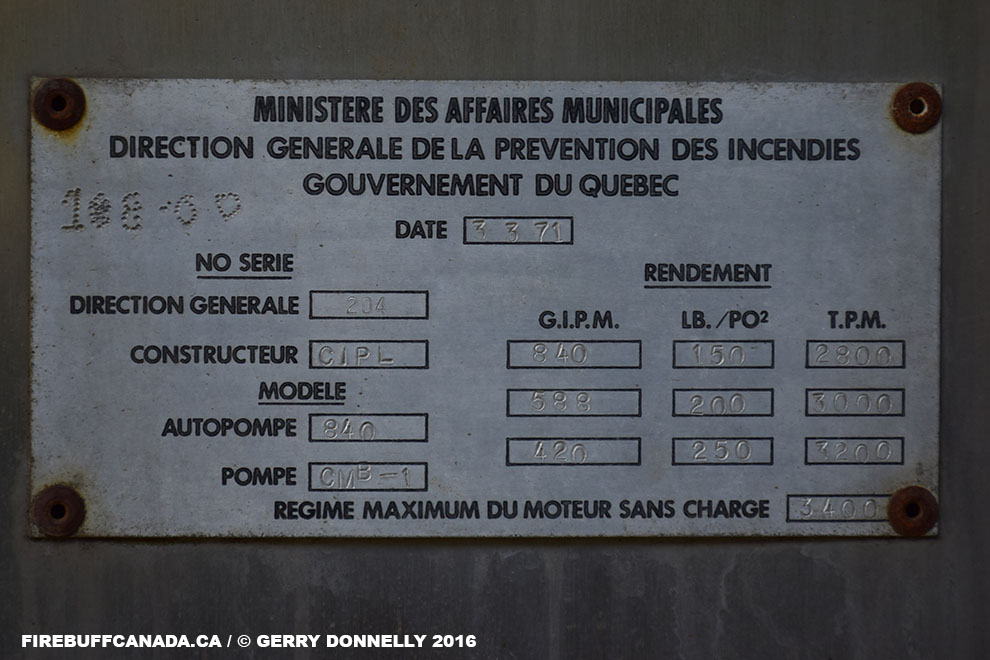 MINISTERE DES AFFAIRES MUNICIPALES
DIRECTION GENERALE DE LA PREVENTION DES INCENDIES
GOUVERNEMENT DU QUEBEC
DATE 3 3 71
NO SERIE
RENDEMENT
DIRECTION GENERALE 204
G.I.P.M. LB./PO² T.P.M.
CONSTRUCTEUR CIPL 840 150 2800
MODELE
588 200 3000
AUTOPOMPE 840
420 250 3200
POMPE CMB-1
REGIME MAXIMUM DU MOTEUR SANS CHARGE 3400
FIREBUFFCANADA.CA / © GERRY DONNELLY 2016